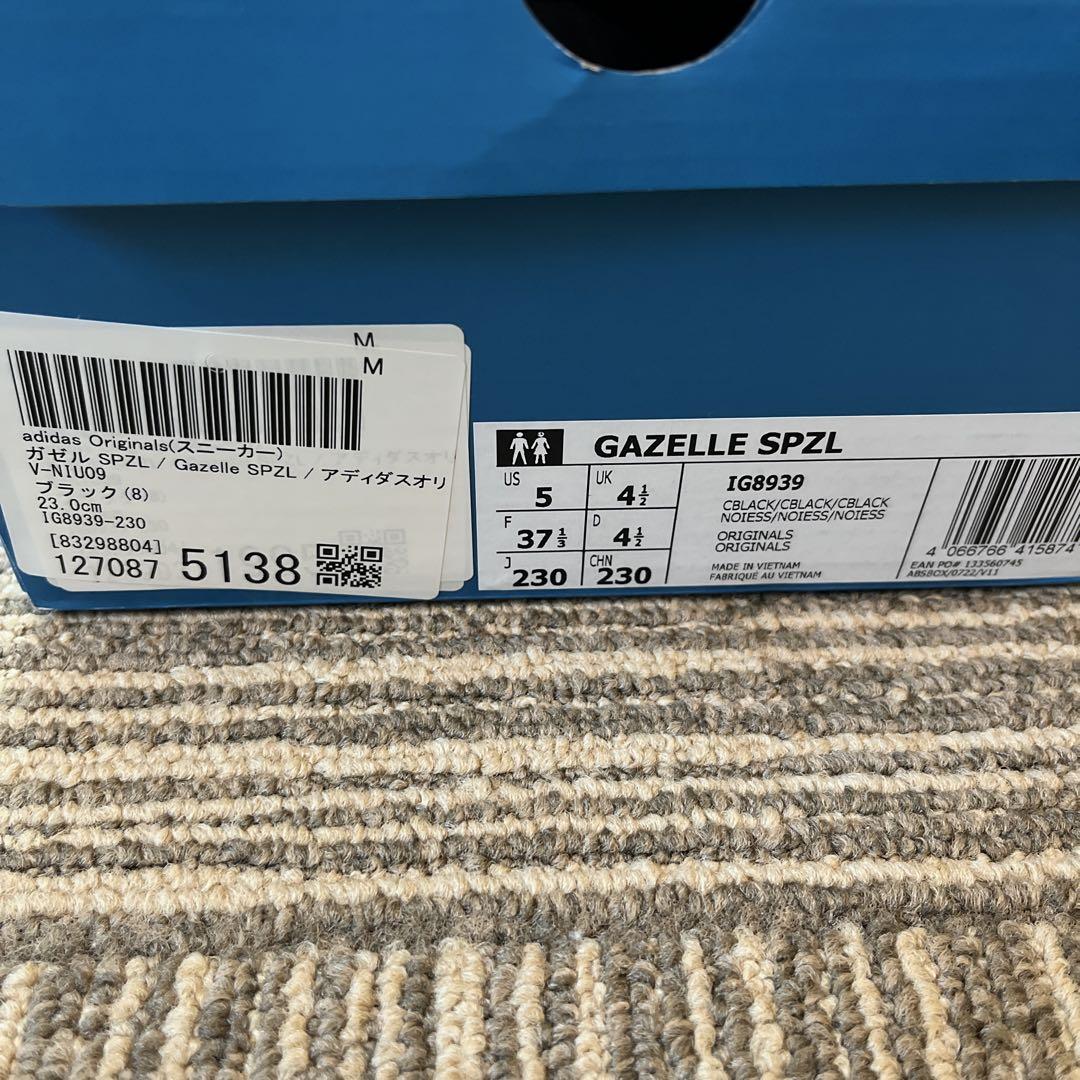 M
M
adidas Originals(スニーカー)
ガゼル SPZL / Gazelle SPZL / アディダスオリ
V-N1U09
ブラック(8)
23.0cm
IG8939-230
[83298804]
127087 5138
GAZELLE SPZL
US 5
UK 4½
F 37⅓
D 4½
J 230
CHN 230
IG8939
CBLACK/CBLACK/CBLACK
NOIESS/NOIESS/NOIESS
ORIGINALS
ORIGINALS
MADE IN VIETNAM
FABRIQUÉ AU VIETNAM
4 066766 415874
EAN PO# 133560745
ABSBOX/0722/V11